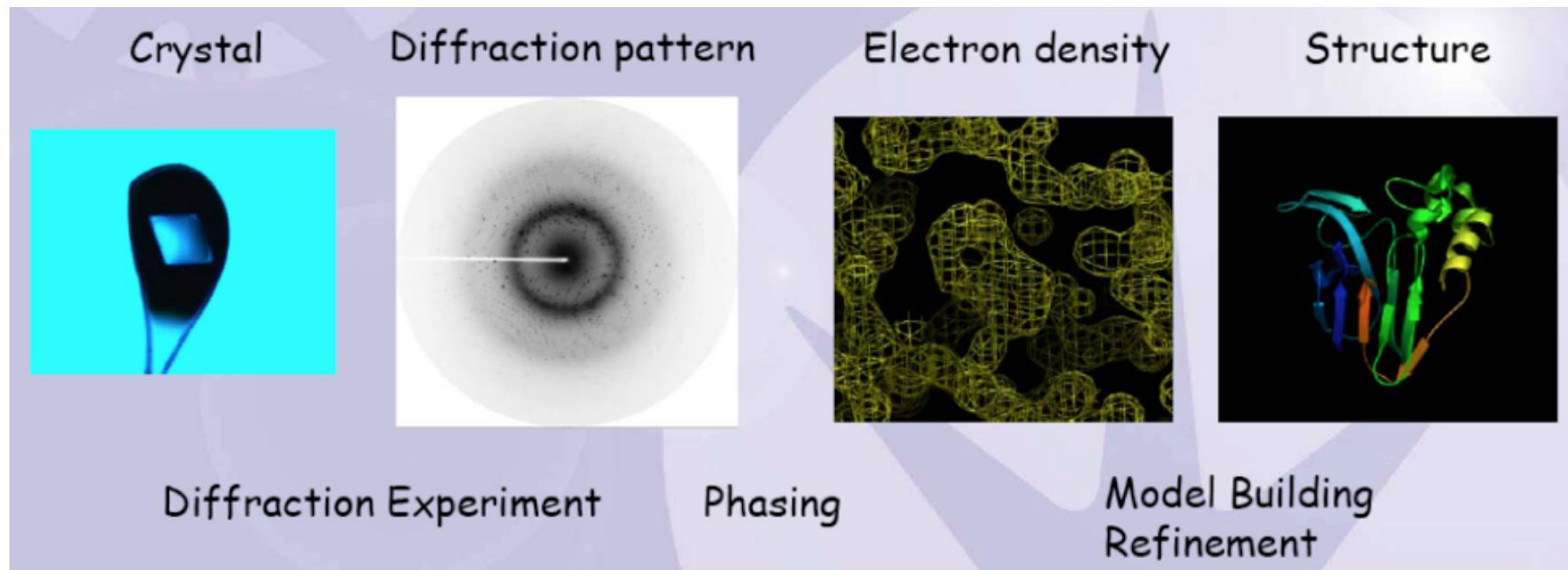 Crystal
Diffraction pattern
Electron density
Structure
Diffraction Experiment
Phasing
Model Building
Refinement